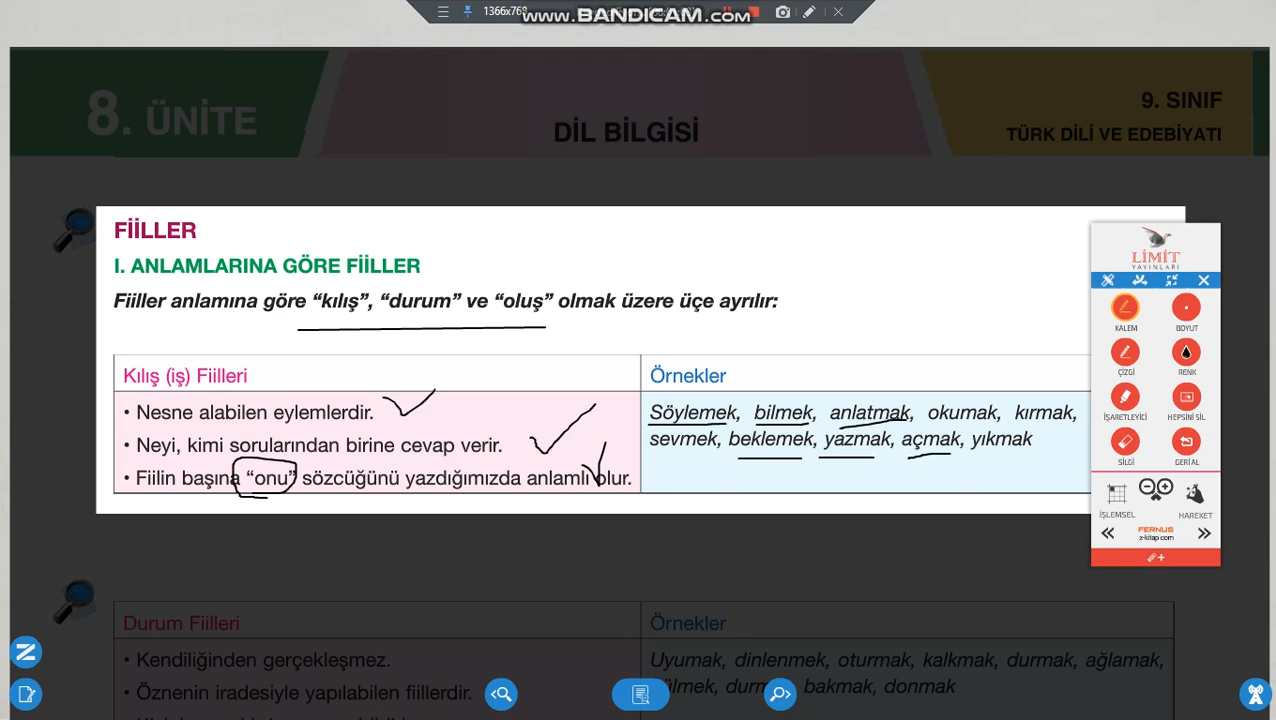 1366x768
www.BANDICAM.com
8. ÜNİTE
DİL BİLGİSİ
9. SINIF
TÜRK DİLİ VE EDEBİYATI
FİİLLER
I. ANLAMLARINA GÖRE FİİLLER
Fiiller anlamına göre “kılış”, “durum” ve “oluş” olmak üzere üçe ayrılır:
Kılış (iş) Fiilleri
• Nesne alabilen eylemlerdir.
• Neyi, kimi sorularından birine cevap verir.
• Fiilin başına “onu” sözcüğünü yazdığımızda anlamlı olur.
Örnekler
Söylemek, bilmek, anlatmak, okumak, kırmak,
sevmek, beklemek, yazmak, açmak, yıkmak
Durum Fiilleri
• Kendiliğinden gerçekleşmez.
• Öznenin iradesiyle yapılabilen fiillerdir.
Örnekler
Uyumak, dinlenmek, oturmak, kalkmak, durmak, ağlamak,
bakmak, donmak
LİMİT
YAYINLARI
KALEM
BOYUT
ÇİZGİ
RENK
İŞARETLEYİCİ
HEPSİNİ SİL
SİLGİ
GERİ AL
İŞLEMSEL
HAREKET
FERNUS
z-kitap.com